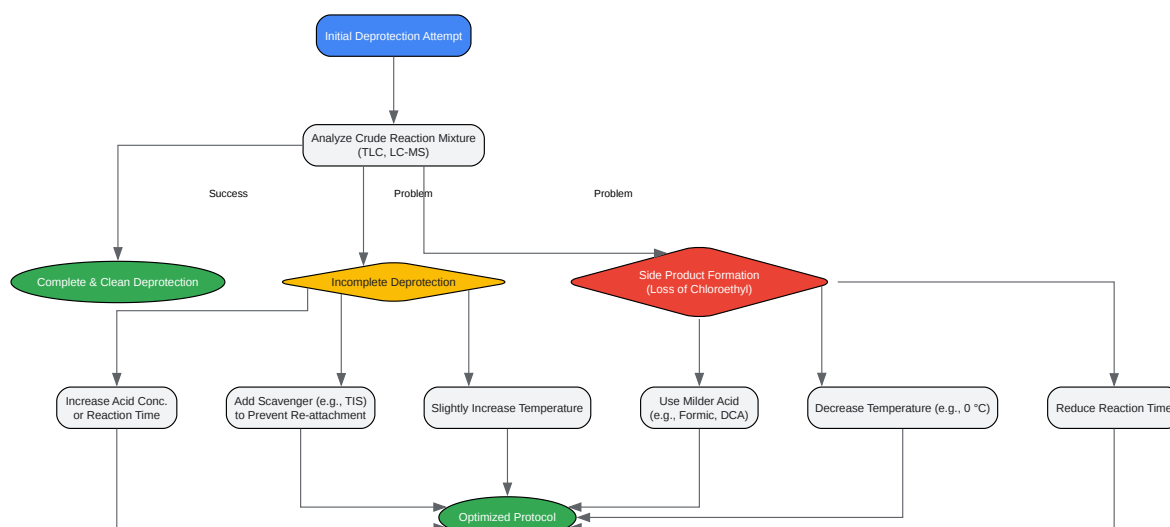 Initial Deprotection Attempt
Analyze Crude Reaction Mixture
(TLC, LC-MS)
Success
Problem
Problem
Complete & Clean Deprotection
Incomplete Deprotection
Side Product Formation
(Loss of Chloroethyl)
Increase Acid Conc.
or Reaction Time
Add Scavenger (e.g., TIS)
to Prevent Re-attachment
Slightly Increase Temperature
Use Milder Acid
(e.g., Formic, DCA)
Decrease Temperature (e.g., 0 °C)
Reduce Reaction Time
Optimized Protocol